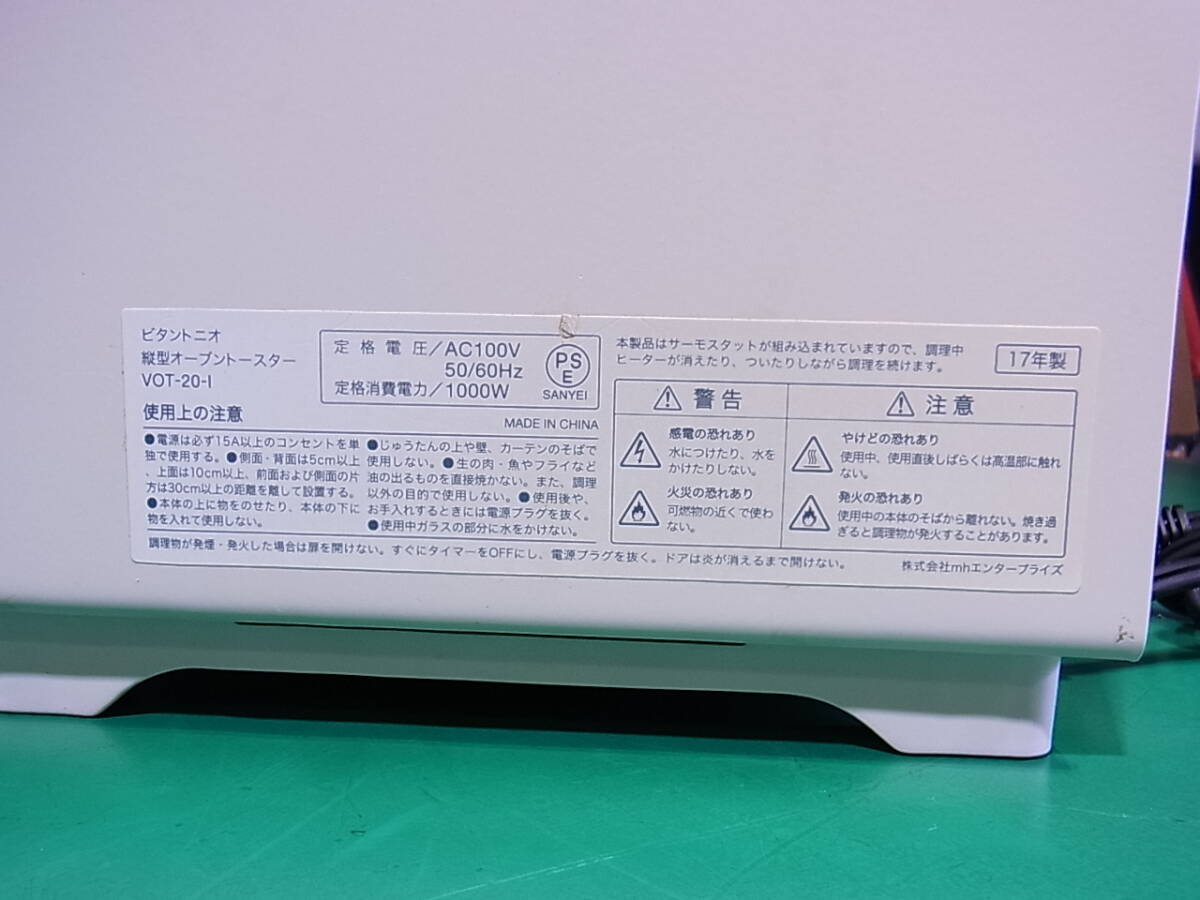 ビタントニオ
縦型オーブントースター
VOT-20-I
定格電圧/AC100V
50/60Hz
定格消費電力/1000W
PS
E
SANYEI
MADE IN CHINA
使用上の注意
●電源は必ず15A以上のコンセントを単
独で使用する。●側面・背面は5cm以上
、上面は10cm以上、前面および側面の片
方は30cm以上の距離を離して設置する。
●本体の上に物をのせたり、本体の下に
物を入れて使用しない。
●じゅうたんの上や壁、カーテンのそばで
使用しない。●生の肉・魚やフライなど
油の出るものを直接焼かない。また、調理
以外の目的で使用しない。●使用後や、
お手入れするときには電源プラグを抜く。
●使用中ガラスの部分に水をかけない。
調理物が発煙・発火した場合は扉を開けない。すぐにタイマーをOFFにし、電源プラグを抜く。ドアは炎が消えるまで開けない。
本製品はサーモスタットが組み込まれていますので、調理中
ヒーターが消えたり、ついたりしながら調理を続けます。
17年製
警告
感電の恐れあり
水につけたり、水を
かけたりしない。
火災の恐れあり
可燃物の近くで使わ
ない。
注意
やけどの恐れあり
使用中、使用直後しばらくは高温部に触れ
ない。
発火の恐れあり
使用中の本体のそばから離れない。焼き過
ぎると調理物が発火することがあります。
株式会社mhエンタープライズ